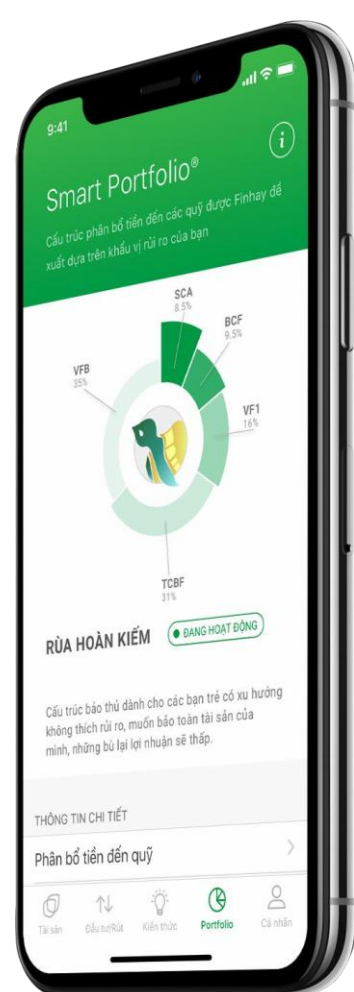 9:41
Smart Portfolio®
i
Cấu trúc phân bổ tiền đến các quỹ được Finhay đề
xuất dựa trên khẩu vị rủi ro của bạn
SCA
8.5%
BCF
9.5%
VFB
35%
VF1
16%
TCBF
31%
RÙA HOÀN KIẾM
ĐANG HOẠT ĐỘNG
Cấu trúc bảo thủ dành cho các bạn trẻ có xu hướng
không thích rủi ro, muốn bảo toàn tài sản của
mình, những bù lại lợi nhuận sẽ thấp.
THÔNG TIN CHI TIẾT
Phân bổ tiền đến quỹ
Tài sản
Đầu tư/Rút
Kiến thức
Portfolio
Cá nhân